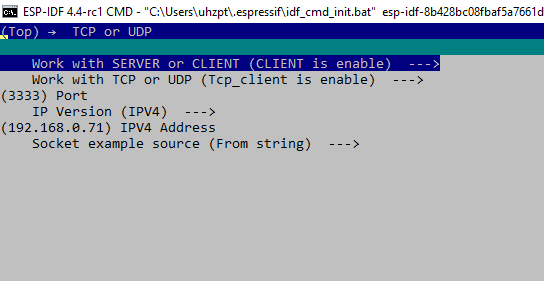 ESP-IDF 4.4-rc1 CMD - "C:\Users\uhzpt\.espressif\idf_cmd_init.bat" esp-idf-8b428bc08fbaf5a7661d
(Top) → TCP or UDP
Work with SERVER or CLIENT (CLIENT is enable) --->
Work with TCP or UDP (Tcp_client is enable) --->
(3333) Port
IP Version (IPV4) --->
(192.168.0.71) IPV4 Address
Socket example source (From string) --->